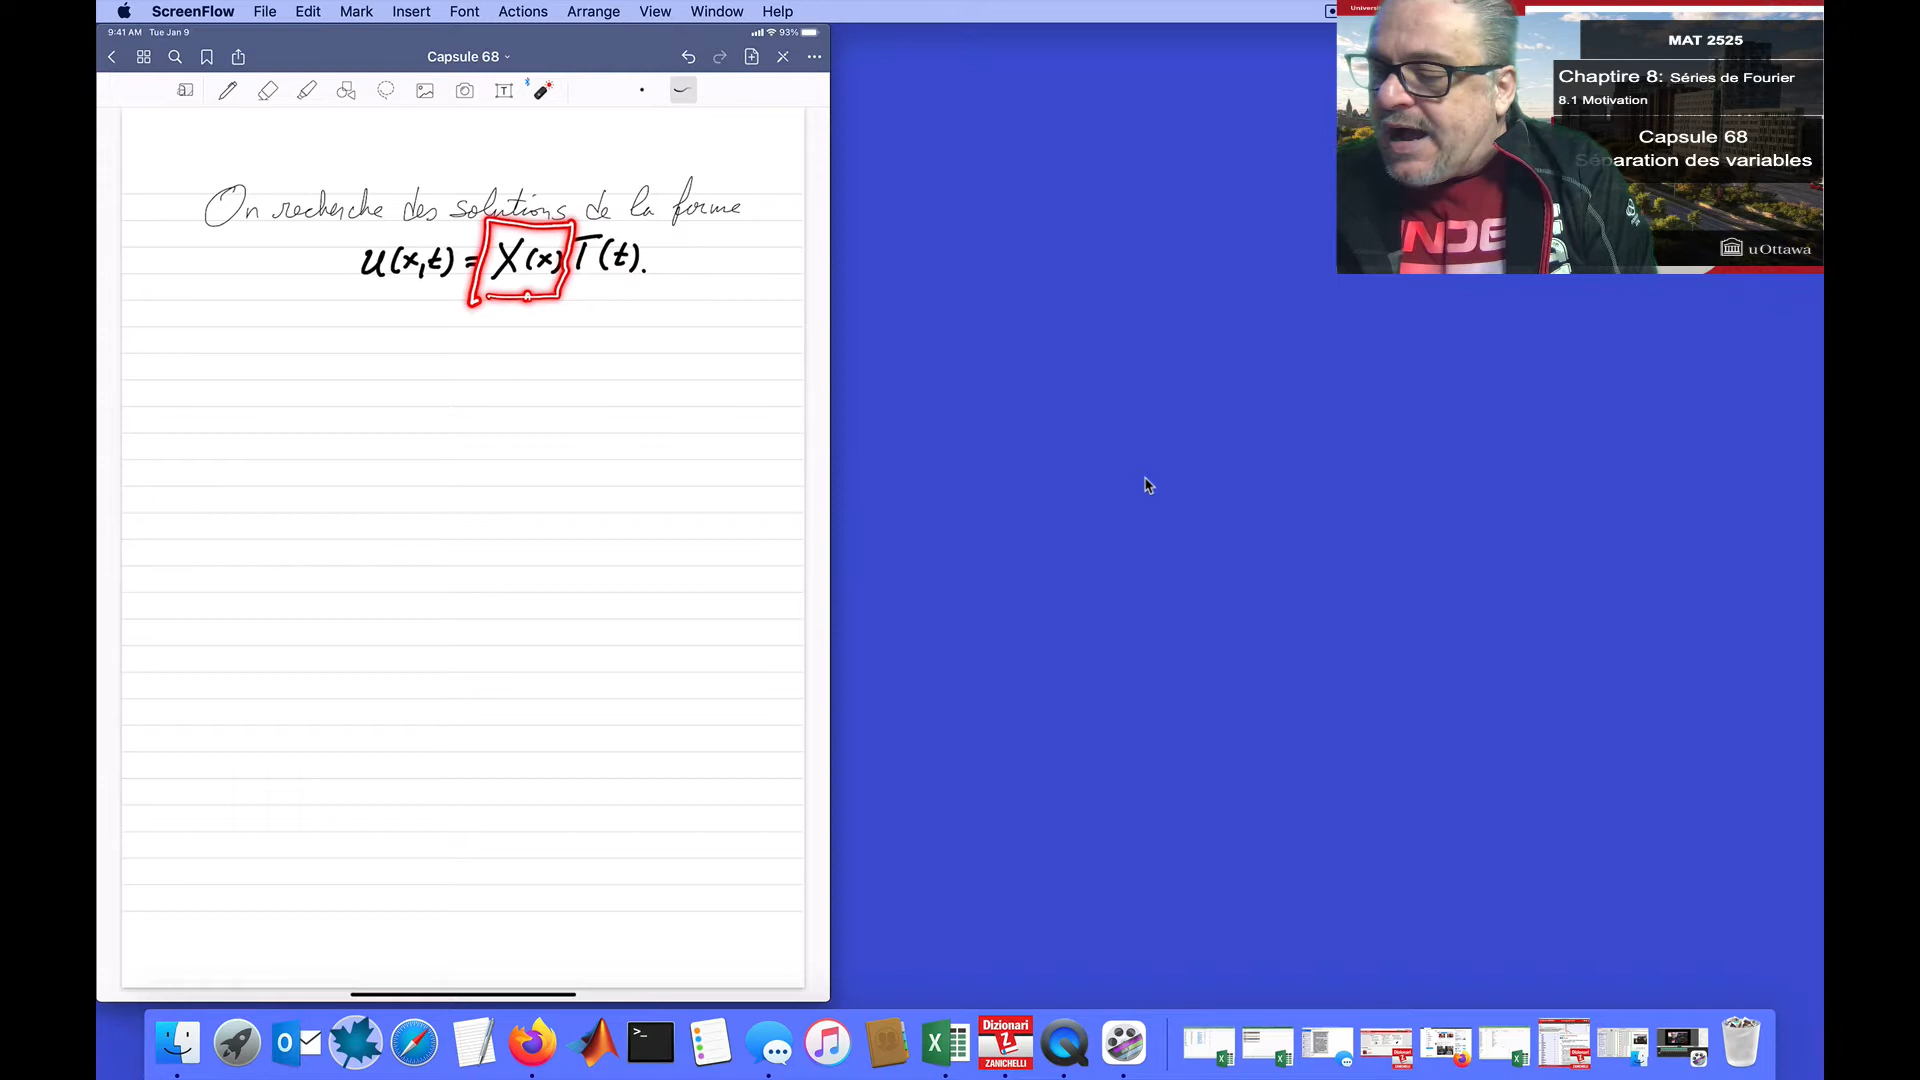 ScreenFlow File Edit Mark Insert Font Actions Arrange View Window Help
9:41 AM Tue Jan 9
93%
Capsule 68
T
On recherche des solutions de la forme
u(x,t) = X(x) T(t).
MAT 2525
Chaptire 8: Séries de Fourier
8.1 Motivation
Capsule 68
Séparation des variables
uOttawa
Dizionari
Z
ZANICHELLI